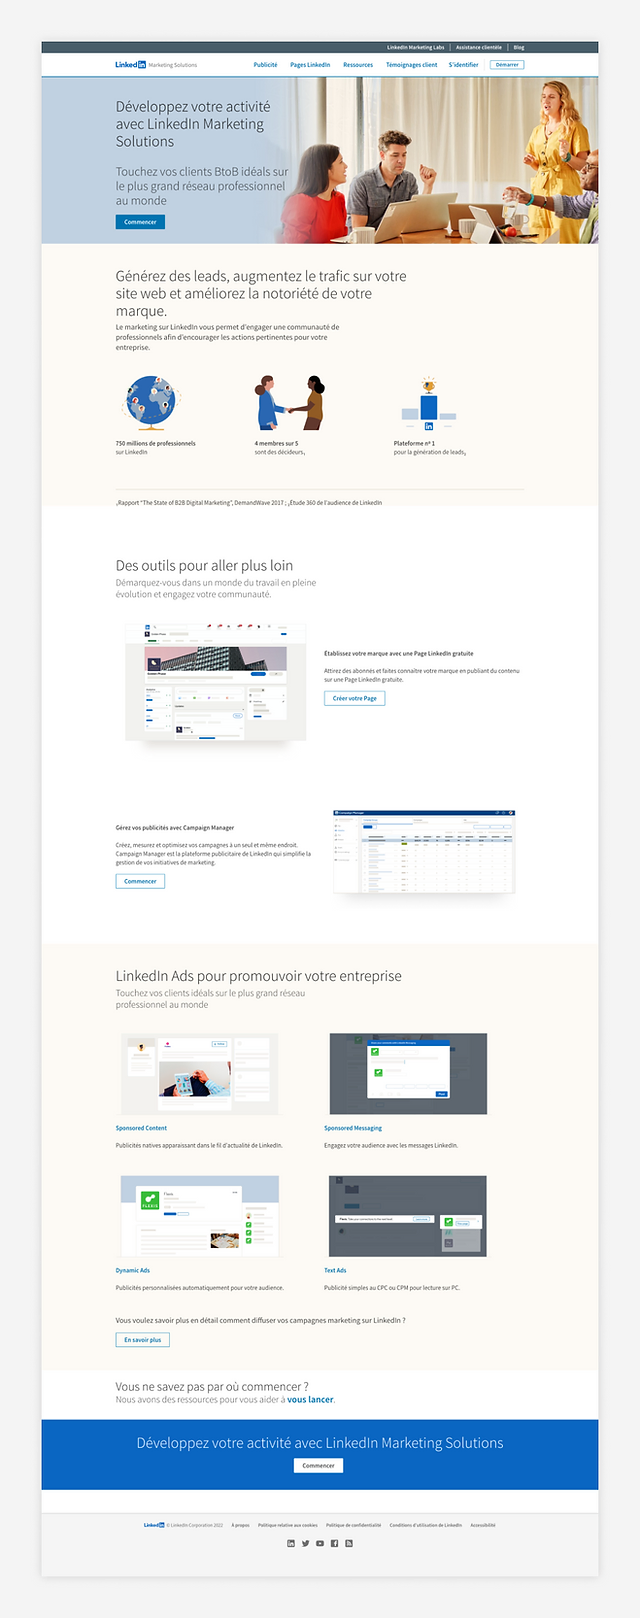 LinkedIn Marketing Labs | Assistance clientèle | Blog
LinkedIn Marketing Solutions Publicité Pages LinkedIn Ressources Témoignages client S'identifier Démarrer
Développez votre activité
avec LinkedIn Marketing
Solutions
Touchez vos clients BtoB idéals sur
le plus grand réseau professionnel
au monde
Commencer
Générez des leads, augmentez le trafic sur votre
site web et améliorez la notoriété de votre
marque.
Le marketing sur LinkedIn vous permet d'engager une communauté de
professionnels afin d'encourager les actions pertinentes pour votre
entreprise.
750 millions de professionnels
sur LinkedIn
4 membres sur 5
sont des décideurs,
Plateforme nº 1
pour la génération de leads
Rapport "The State of B2B Digital Marketing", DemandWave 2017 ; Etude 360 de l'audience de LinkedIn
Des outils pour aller plus loin
Démarquez-vous dans un monde du travail en pleine
évolution et engagez votre communauté.
Établissez votre marque avec une Page LinkedIn gratuite
Attirez des abonnés et faites connaître votre marque en publiant du contenu
sur une Page LinkedIn gratuite.
Créer votre Page
Gérez vos publicités avec Campaign Manager
Créez, mesurez et optimisez vos campagnes à un seul et même endroit.
Campaign Manager est la plateforme publicitaire de LinkedIn qui simplifie la
gestion de vos initiatives de marketing.
Commencer
Campaign Manager
LinkedIn Ads pour promouvoir votre entreprise
Touchez vos clients idéals sur le plus grand réseau
professionnel au monde
Sponsored Content
Publicités natives apparaissant dans le fil d'actualité de LinkedIn.
Sponsored Messaging
Engagez votre audience avec les messages LinkedIn.
FLEXIS
Dynamic Ads
Publicités personnalisées automatiquement pour votre audience.
Text Ads
Publicité simples au CPC ou CPM pour lecture sur PC.
Vous voulez savoir plus en détail comment diffuser vos campagnes marketing sur LinkedIn ?
En savoir plus
Vous ne savez pas par où commencer ?
Nous avons des ressources pour vous aider à vous lancer.
Développez votre activité avec LinkedIn Marketing Solutions
Commencer
LinkedIn © LinkedIn Corporation 2022 À propos Politique relative aux cookies Politique de confidentialité Conditions d'utilisation de LinkedIn Accessibilité